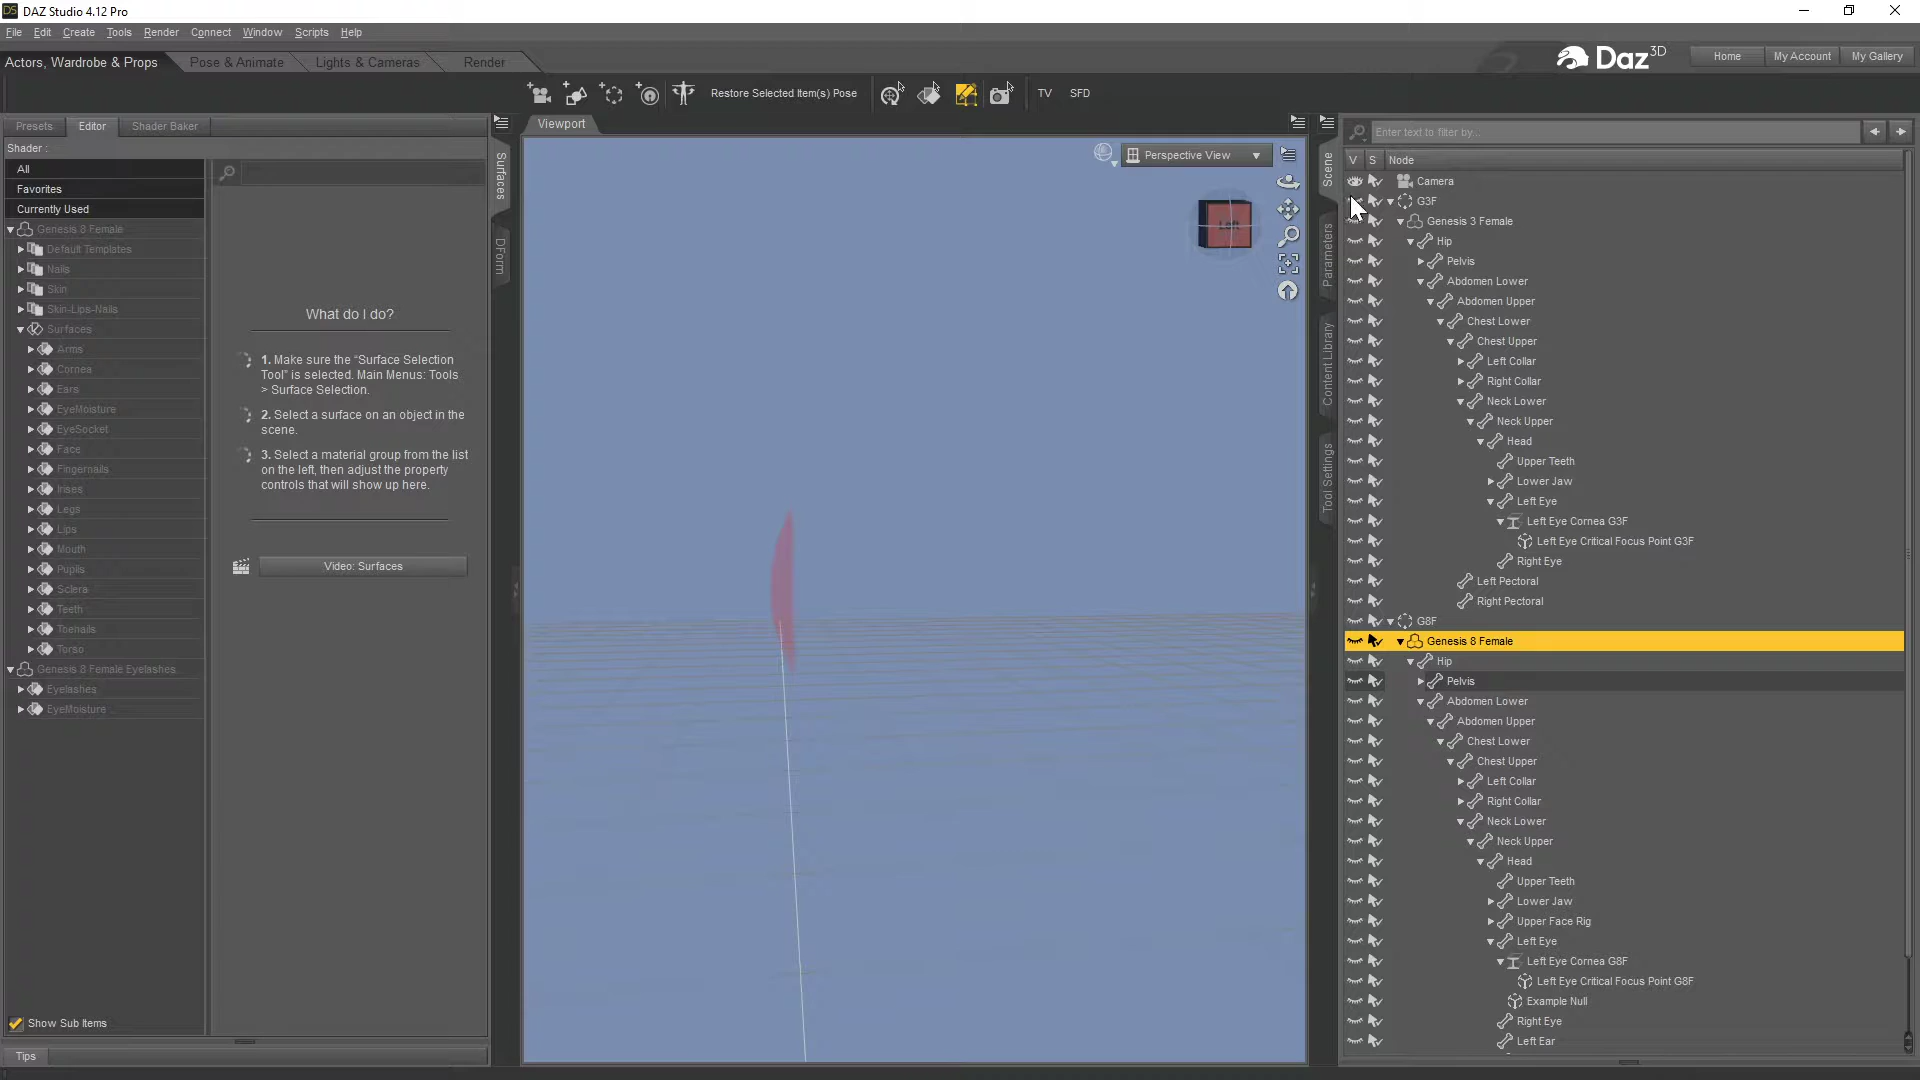 DAZ Studio 4.12 Pro
File Edit Create Tools Render Connect Window Scripts Help
Actors, Wardrobe & Props Pose & Animate Lights & Cameras Render
Daz 3D
Home My Account My Gallery
Restore Selected Item(s) Pose TV SFD
Presets Editor Shader Baker
Shader :
All
Favorites
Currently Used
Genesis 8 Female
Default Templates
Nails
Skin
Skin-Lips-Nails
Surfaces
Arms
Cornea
Ears
EyeMoisture
EyeSocket
Face
Fingernails
Irises
Legs
Lips
Mouth
Pupils
Sclera
Teeth
Toenails
Torso
Genesis 8 Female Eyelashes
Eyelashes
EyeMoisture
Show Sub Items
Tips
What do I do?
1. Make sure the "Surface Selection
Tool" is selected. Main Menus: Tools
> Surface Selection.
2. Select a surface on an object in the
scene.
3. Select a material group from the list
on the left, then adjust the property
controls that will show up here.
Video: Surfaces
Surfaces
DForm
Viewport
Perspective View
Left
Scene
Parameters
Content Library
Tool Settings
Enter text to filter by...
V S Node
Camera
G3F
Genesis 3 Female
Hip
Pelvis
Abdomen Lower
Abdomen Upper
Chest Lower
Chest Upper
Left Collar
Right Collar
Neck Lower
Neck Upper
Head
Upper Teeth
Lower Jaw
Left Eye
Left Eye Cornea G3F
Left Eye Critical Focus Point G3F
Right Eye
Left Pectoral
Right Pectoral
G8F
Genesis 8 Female
Hip
Pelvis
Abdomen Lower
Abdomen Upper
Chest Lower
Chest Upper
Left Collar
Right Collar
Neck Lower
Neck Upper
Head
Upper Teeth
Lower Jaw
Upper Face Rig
Left Eye
Left Eye Cornea G8F
Left Eye Critical Focus Point G8F
Example Null
Right Eye
Left Ear